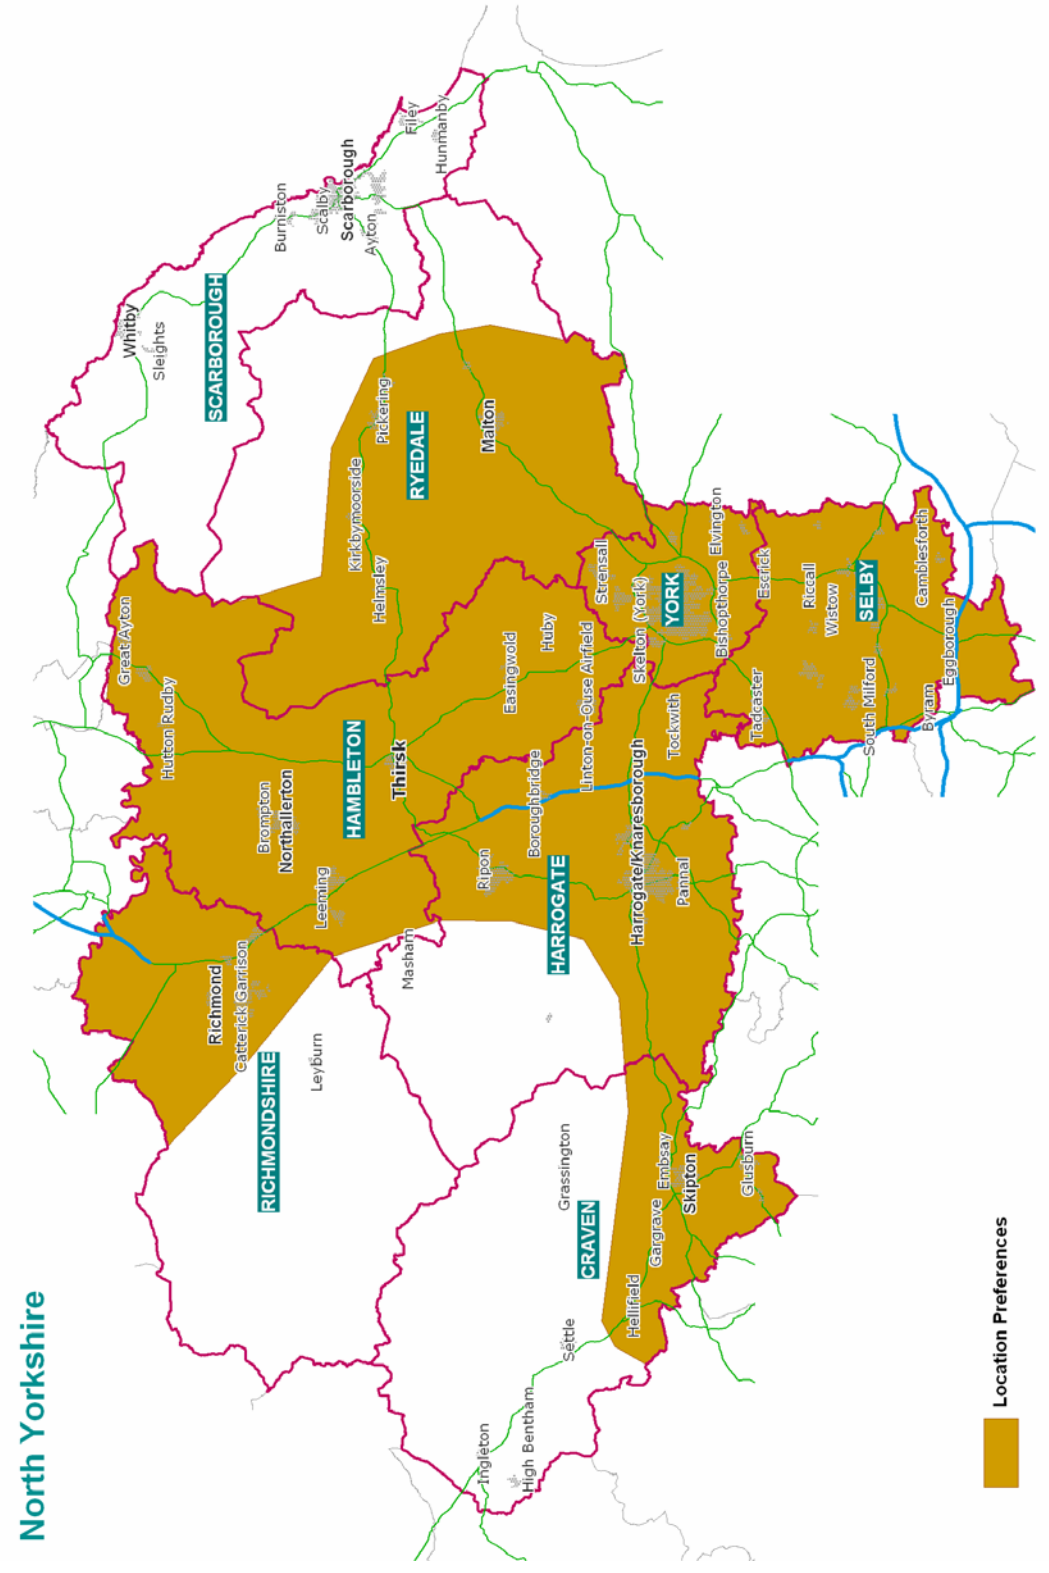 North Yorkshire
Whitby
Sleights
SCARBOROUGH
Burniston
Scalby
Scarborough
Ayton
Filey
Hunmanby
Great Ayton
Hutton Rudby
Brompton
Northallerton
HAMBLETON
Thirsk
Leeming
Kirkbymoorside
Pickering
RYEDALE
Malton
Helmsley
Richmond
Catterick Garrison
RICHMONDSHIRE
Leyburn
Masham
Easingwold
Huby
Linton-on-Ouse Airfield
Strensall
Skelton (York)
YORK
Bishopthorpe
Elvington
Escrick
Riccall
Wistow
SELBY
Camblesforth
Eggborough
Byram
South Milford
Tadcaster
Tockwith
Boroughbridge
Ripon
HARROGATE
Harrogate/Knaresborough
Pannal
Grassington
CRAVEN
Embsay
Skipton
Glusburn
Gargrave
Hellifield
Settle
Ingleton
High Bentham
Location Preferences